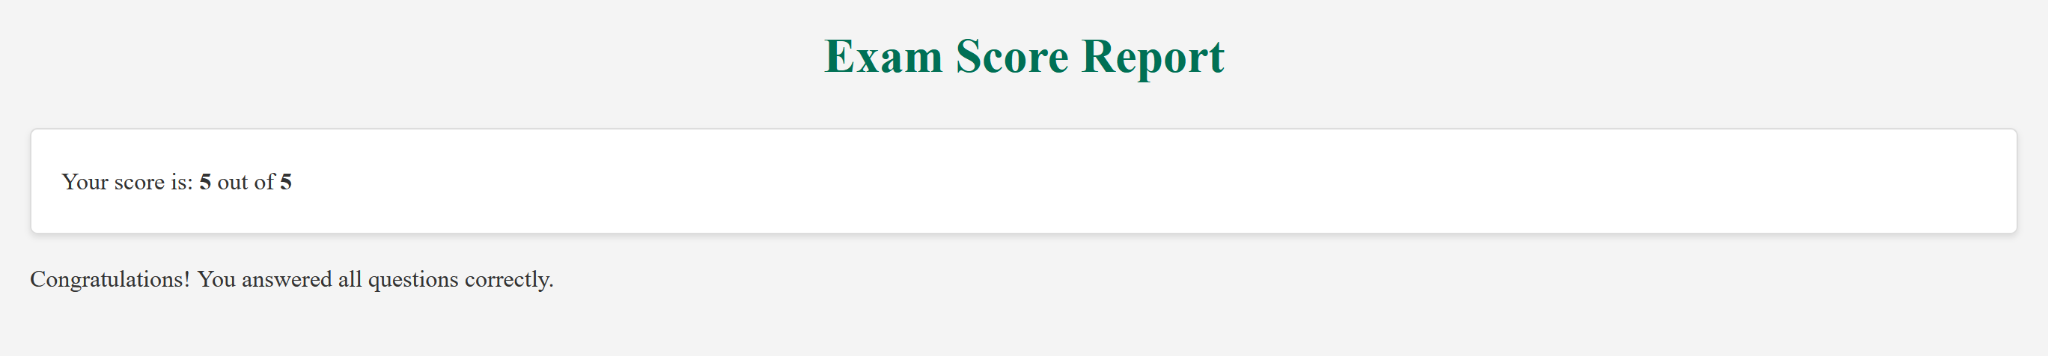 Exam Score Report
Your score is: 5 out of 5
Congratulations! You answered all questions correctly.